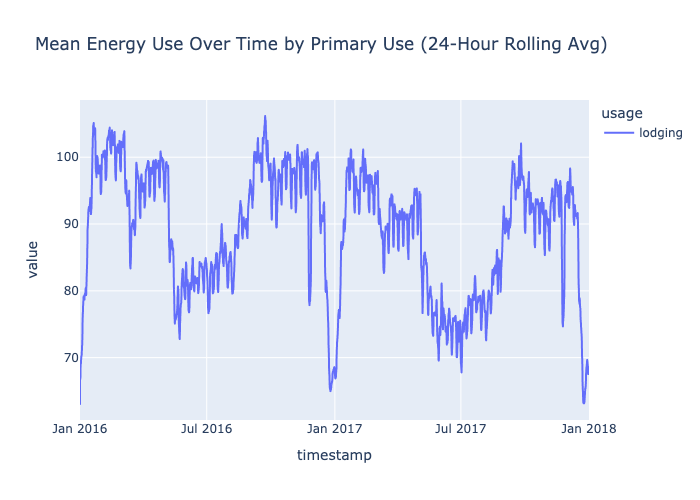 Mean Energy Use Over Time by Primary Use (24-Hour Rolling Avg)
usage
lodging
100
90
80
70
value
Jan 2016
Jul 2016
Jan 2017
Jul 2017
Jan 2018
timestamp